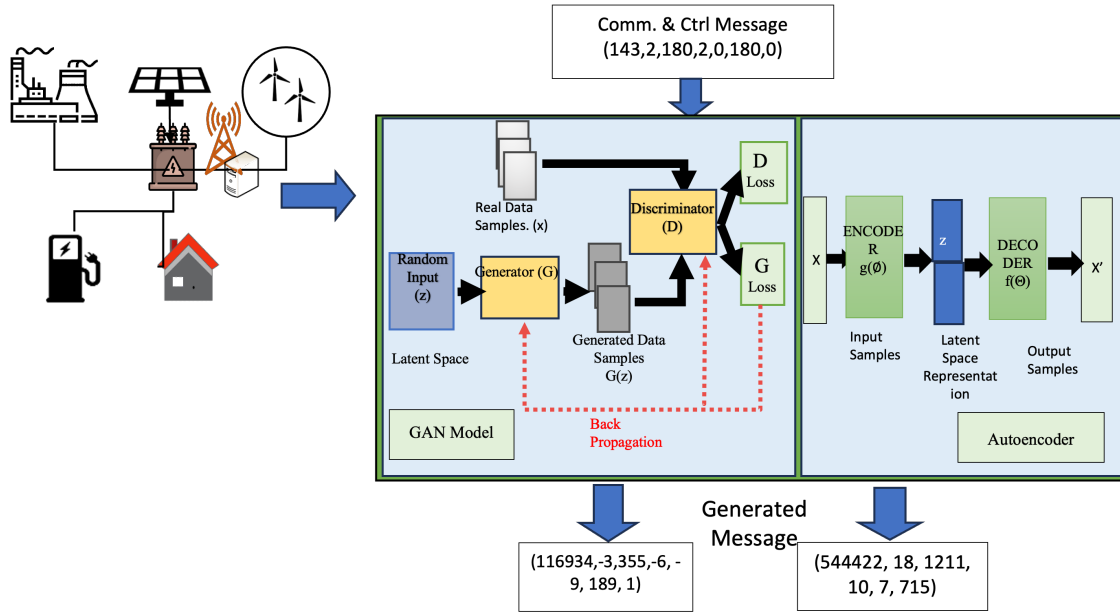 Comm. & Ctrl Message
(143,2,180,2,0,180,0)
Real Data
Samples. (x)
Discriminator
(D)
D
Loss
G
Loss
Random
Input
(z)
Generator (G)
Latent Space
Generated Data
Samples
G(z)
Back
Propagation
GAN Model
X
ENCODE
R
g(Ø)
z
DECO
DER
f(Θ)
X’
Input
Samples
Latent
Space
Representat
ion
Output
Samples
Autoencoder
Generated
Message
(116934,-3,355,-6, -
9, 189, 1)
(544422, 18, 1211,
10, 7, 715)